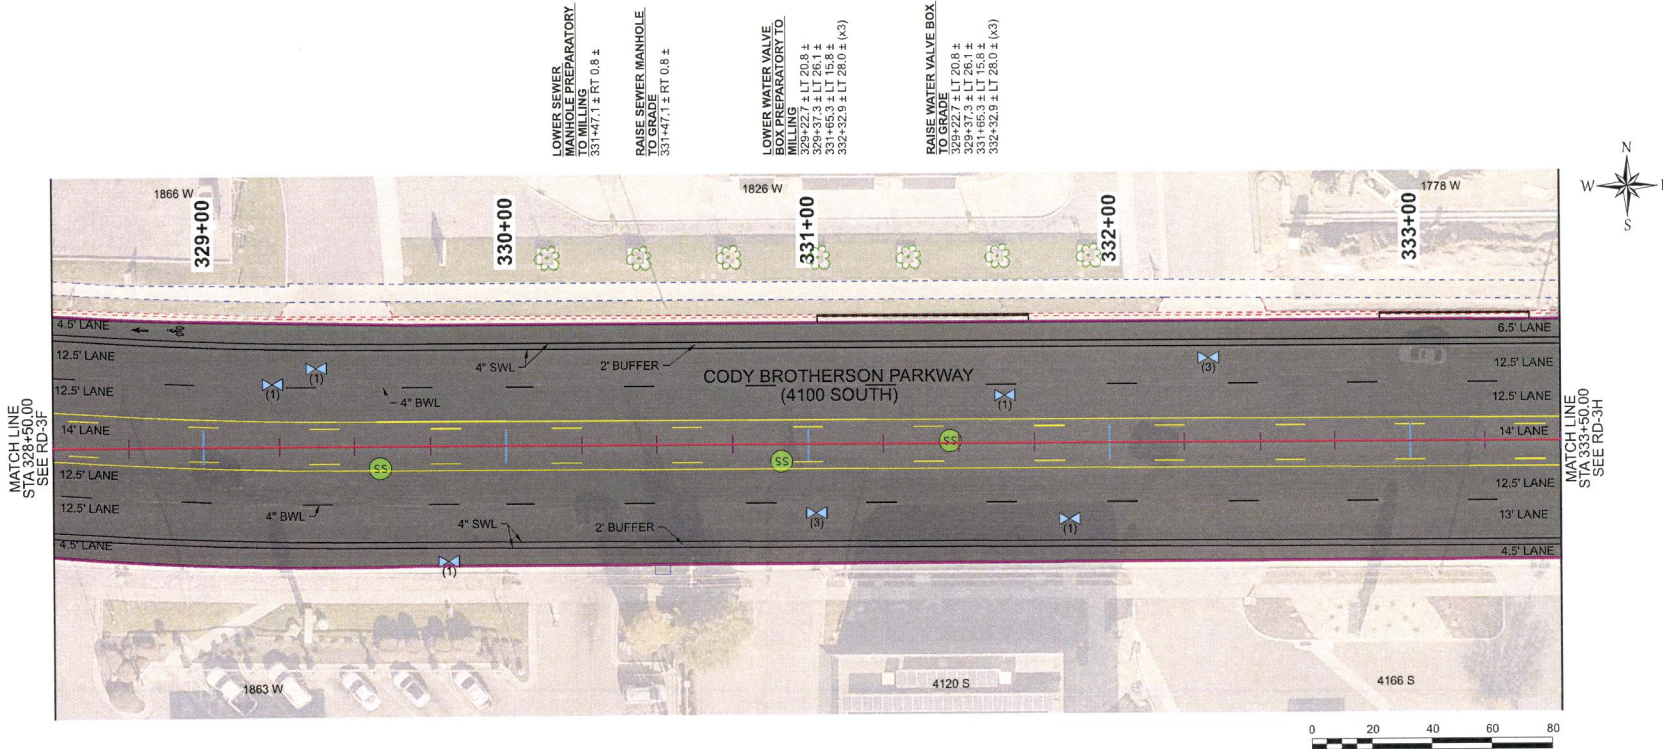 LOWER SEWER
MANHOLE PREPARATORY
TO MILLING
331+47.1 ± RT 0.8 ±
RAISE SEWER MANHOLE
TO GRADE
331+47.1 ± RT 0.8 ±
LOWER WATER VALVE
BOX PREPARATORY TO
MILLING
329+22.7 ± LT 20.8 ±
329+37.3 ± LT 26.1 ±
331+65.3 ± LT 15.8 ±
332+32.9 ± LT 28.0 ± (x3)
RAISE WATER VALVE BOX
TO GRADE
329+22.7 ± LT 20.8 ±
329+37.3 ± LT 26.1 ±
331+65.3 ± LT 15.8 ±
332+32.9 ± LT 28.0 ± (x3)
N
W
S
1866 W
1826 W
1778 W
329+00
330+00
331+00
332+00
333+00
4.5' LANE
6.5' LANE
12.5' LANE
4" SWL
2' BUFFER
(3)
12.5' LANE
(1)
(1)
12.5' LANE
4" BWL
CODY BROTHERSON PARKWAY
(4100 SOUTH)
(1)
12.5' LANE
14' LANE
14' LANE
SS
SS
SS
12.5' LANE
12.5' LANE
12.5' LANE
4" BWL
4" SWL
2' BUFFER
(3)
(1)
13' LANE
4.5' LANE
(1)
4.5' LANE
MATCH LINE
STA 328+50.00
SEE RD-3F
MATCH LINE
STA 333+50.00
SEE RD-3H
1863 W
4120 S
4166 S
0 20 40 60 80